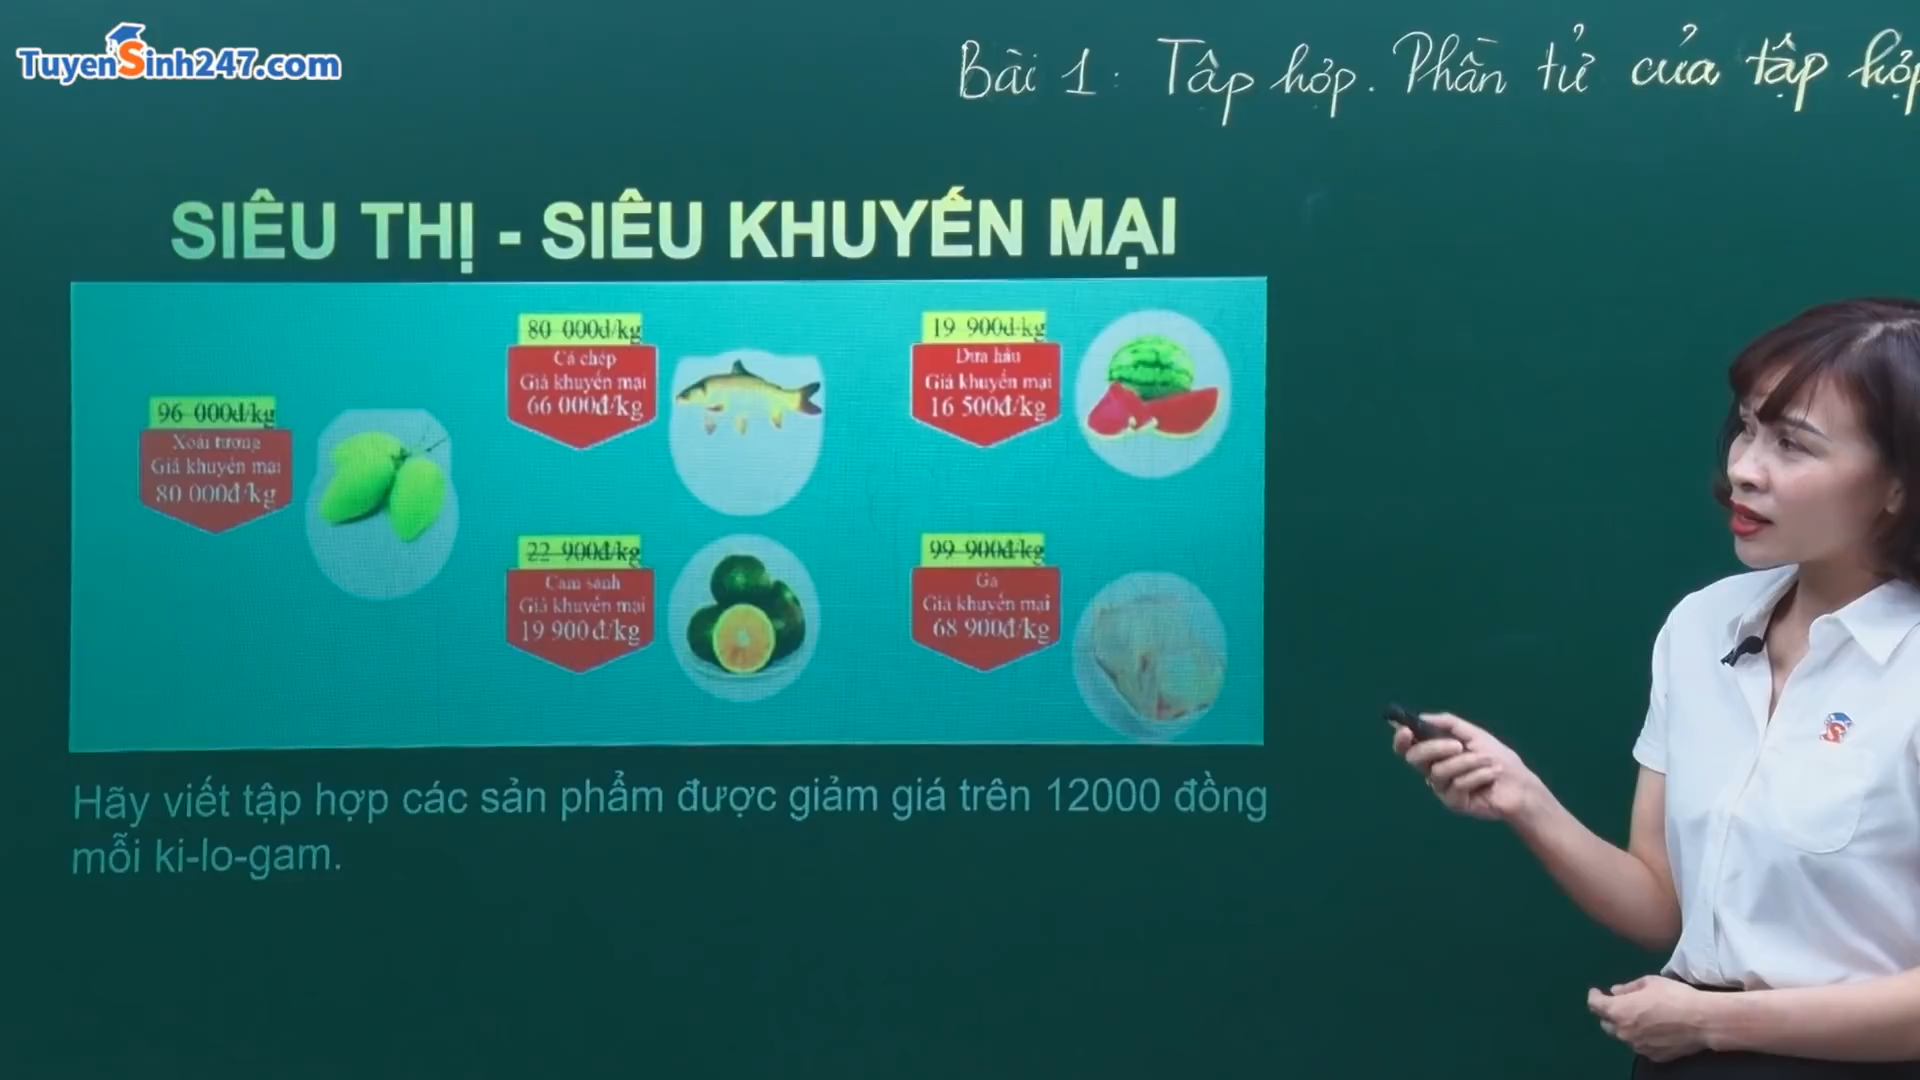 TuyenSinh247.com
Bài 1: Tập hợp. Phần tử của tập hợp
SIÊU THỊ - SIÊU KHUYẾN MẠI
96 000đ/kg
Xoài tượng
Giá khuyến mại
80 000đ/kg
80 000đ/kg
Cá chép
Giá khuyến mại
66 000đ/kg
19 900đ/kg
Dưa hấu
Giá khuyến mại
16 500đ/kg
22 900đ/kg
Cam sành
Giá khuyến mại
19 900 đ/kg
99 900đ/kg
Gà
Giá khuyến mại
68 900đ/kg
Hãy viết tập hợp các sản phẩm được giảm giá trên 12000 đồng
mỗi ki-lo-gam.